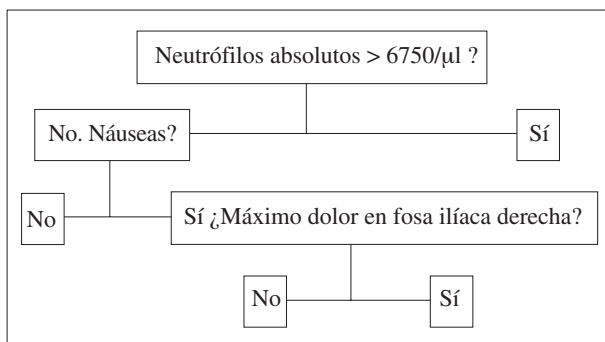 Neutrófilos absolutos > 6750/μl ?
No. Náuseas?
Sí
No
Sí ¿Máximo dolor en fosa ilíaca derecha?
No
Sí